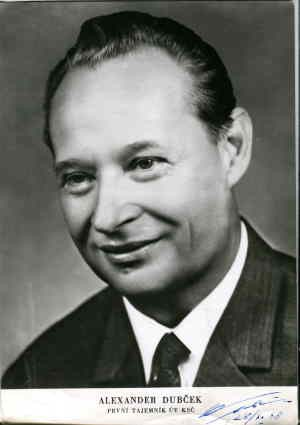 ALEXANDER DUBČEK
PRVNÍ TAJEMNÍK ÚV KSČ